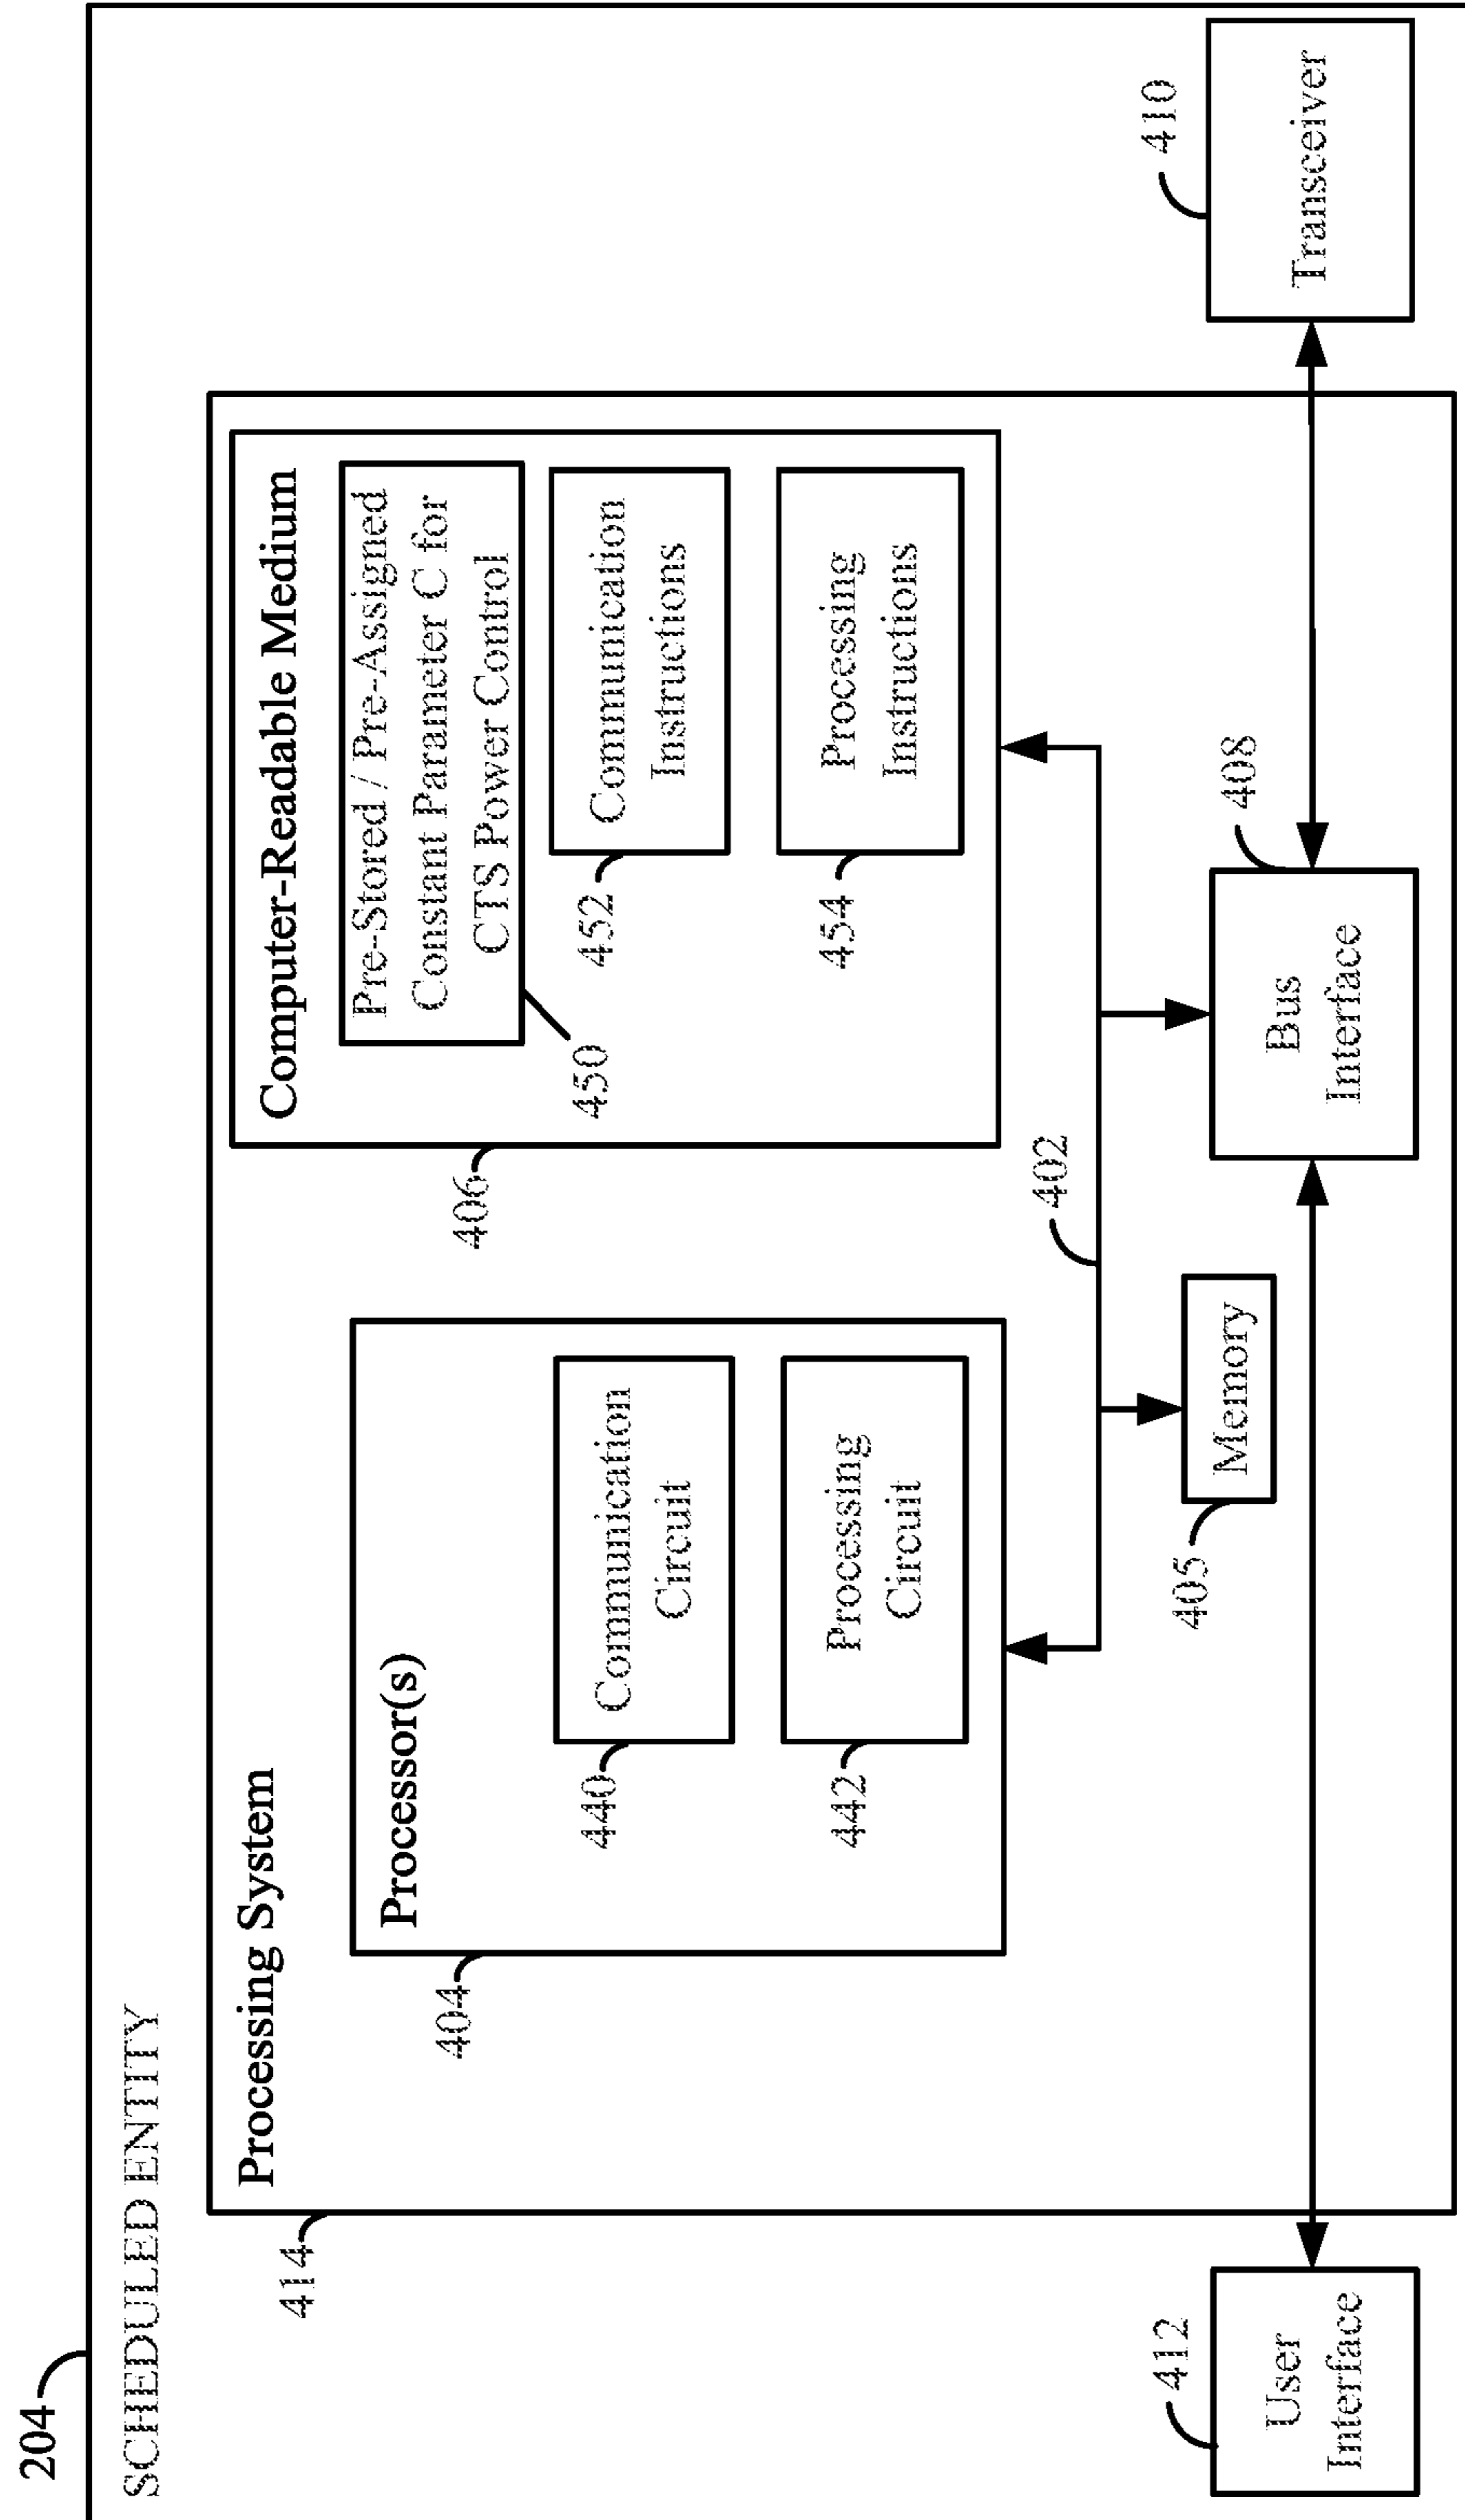 204
SCHEDULED ENTITY
414
Processing System
404
Processor(s)
440
Communication
Circuit
442
Processing
Circuit
406
Computer-Readable Medium
Pre-Stored / Pre-Assigned
Constant Parameter C for
CTS Power Control
450
452
Communication
Instructions
454
Processing
Instructions
402
405
Memory
408
Bus
Interface
412
User
Interface
410
Transceiver